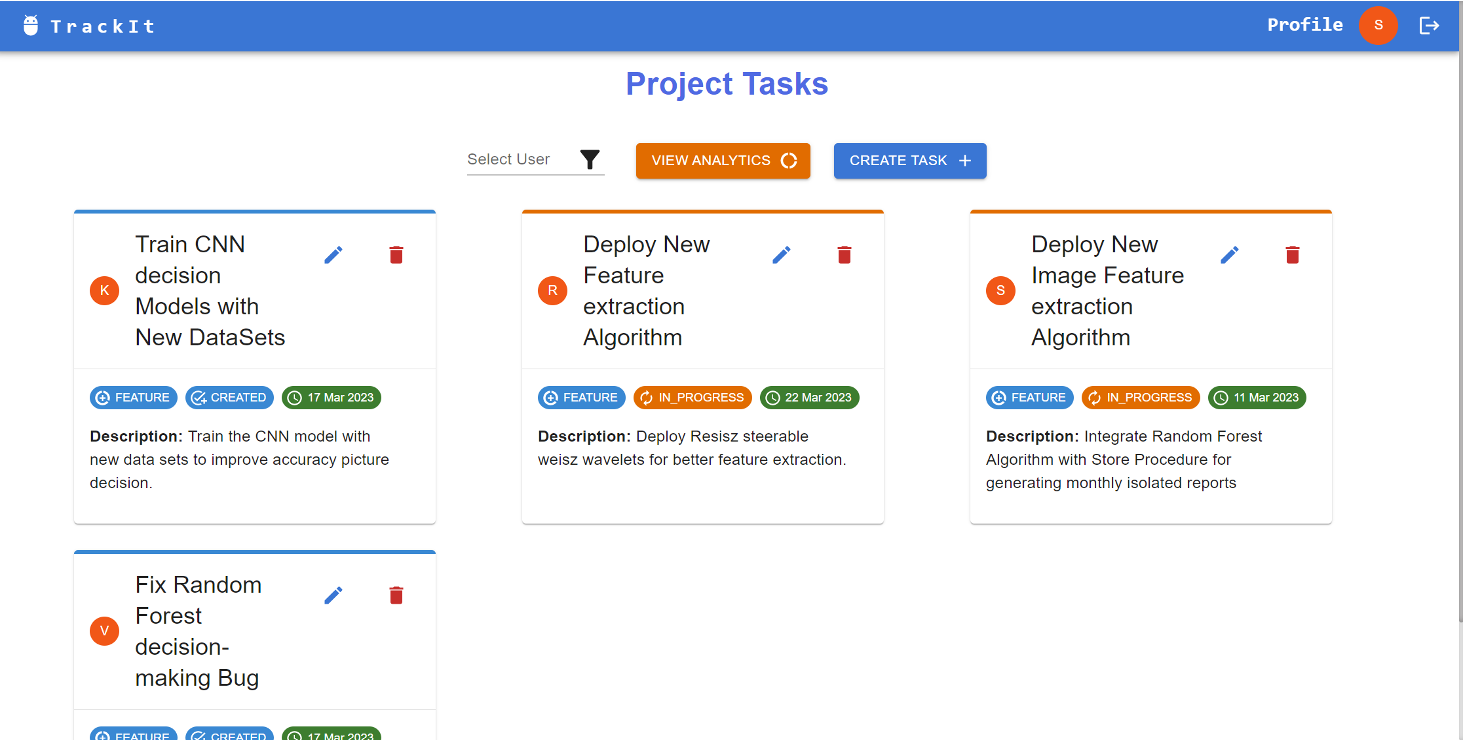 TrackIt
Profile S
Project Tasks
Select User
VIEW ANALYTICS
CREATE TASK
K
Train CNN
decision
Models with
New DataSets
FEATURE CREATED 17 Mar 2023
Description: Train the CNN model with
new data sets to improve accuracy picture
decision.
R
Deploy New
Feature
extraction
Algorithm
FEATURE IN_PROGRESS 22 Mar 2023
Description: Deploy Resisz steerable
weisz wavelets for better feature extraction.
S
Deploy New
Image Feature
extraction
Algorithm
FEATURE IN_PROGRESS 11 Mar 2023
Description: Integrate Random Forest
Algorithm with Store Procedure for
generating monthly isolated reports
V
Fix Random
Forest
decision-
making Bug
FEATURE CREATED 17 Mar 2023